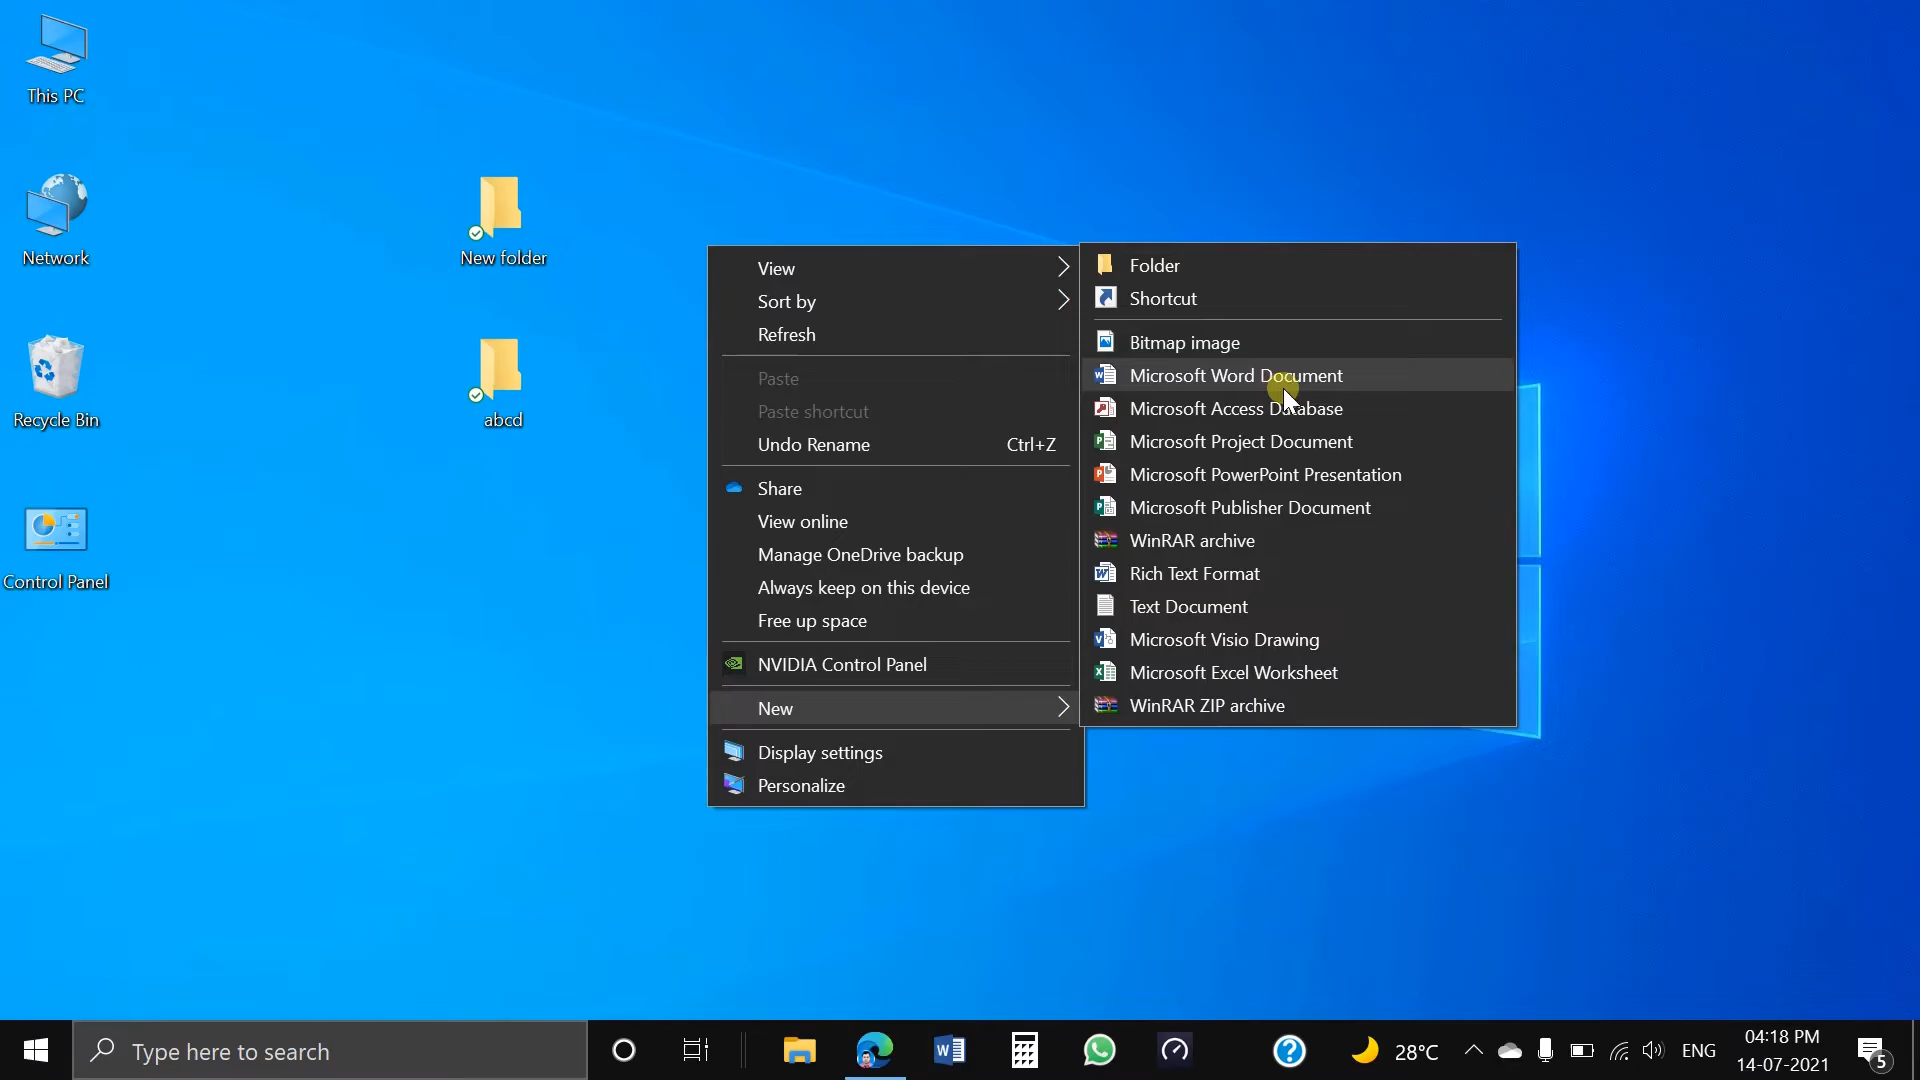 This PC
Network
Recycle Bin
Control Panel
New folder
abcd
View
Sort by
Refresh
Paste
Paste shortcut
Undo Rename Ctrl+Z
Share
View online
Manage OneDrive backup
Always keep on this device
Free up space
NVIDIA Control Panel
New
Display settings
Personalize
Folder
Shortcut
Bitmap image
Microsoft Word Document
Microsoft Access Database
Microsoft Project Document
Microsoft PowerPoint Presentation
Microsoft Publisher Document
WinRAR archive
Rich Text Format
Text Document
Microsoft Visio Drawing
Microsoft Excel Worksheet
WinRAR ZIP archive
Type here to search
28°C
ENG
04:18 PM
14-07-2021
5